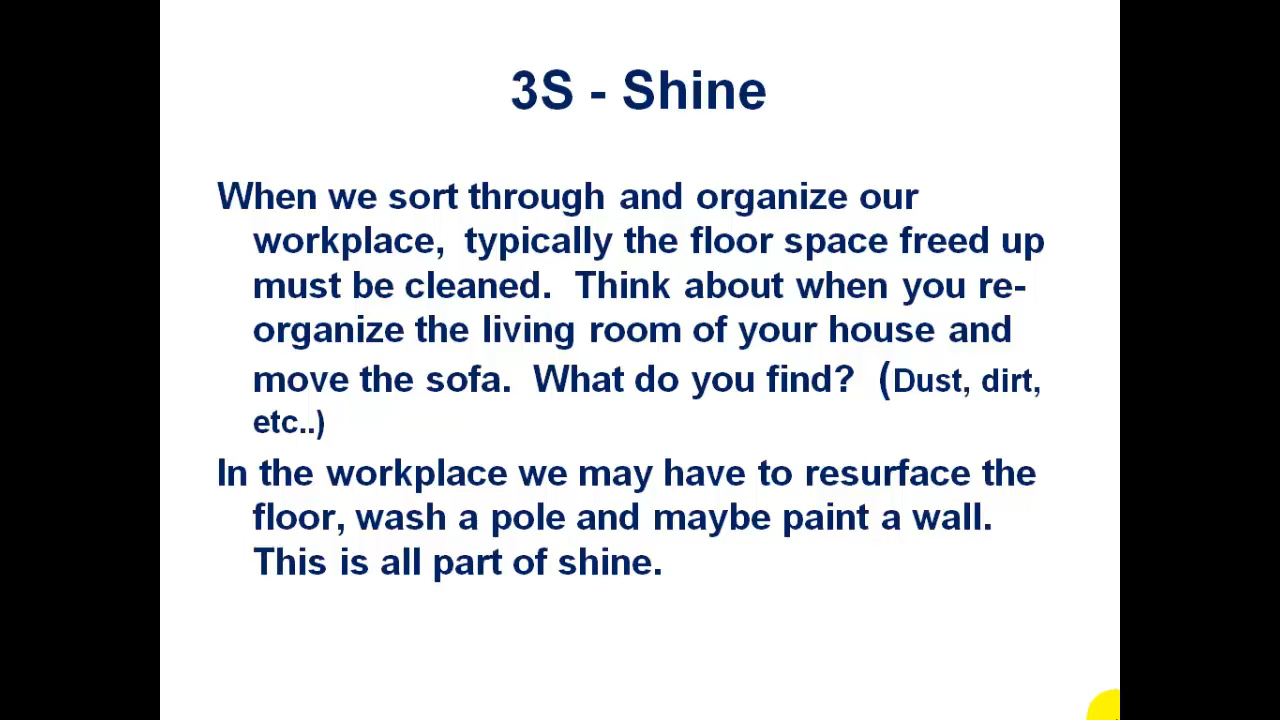 3S - Shine
When we sort through and organize our
workplace, typically the floor space freed up
must be cleaned. Think about when you re-
organize the living room of your house and
move the sofa. What do you find? (Dust, dirt,
etc..)
In the workplace we may have to resurface the
floor, wash a pole and maybe paint a wall.
This is all part of shine.